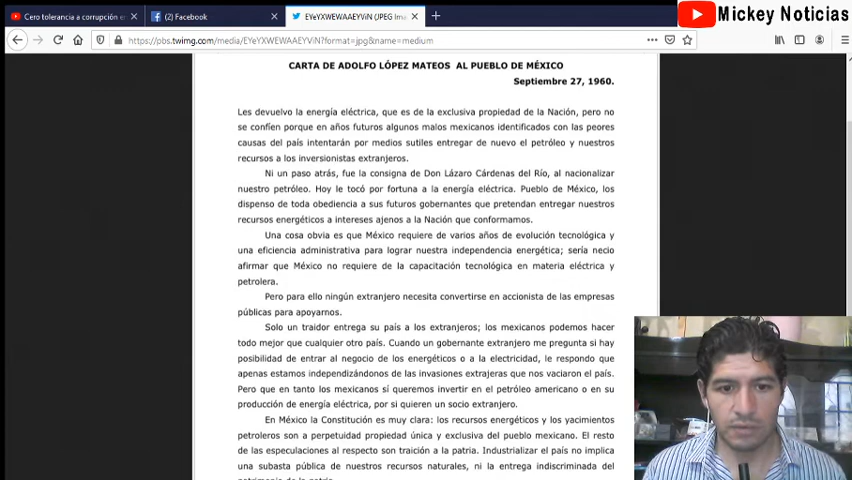 Cero tolerancia a corrupción e
(2) Facebook
EYeYXWEWAAEYViN (JPEG Ima
Mickey Noticias
https://pbs.twimg.com/media/EYeYXWEWAAEYViN?format=jpg&name=medium
CARTA DE ADOLFO LÓPEZ MATEOS AL PUEBLO DE MÉXICO
Septiembre 27, 1960.
Les devuelvo la energía eléctrica, que es de la exclusiva propiedad de la Nación, pero no
se confíen porque en años futuros algunos malos mexicanos identificados con las peores
causas del país intentarán por medios sutiles entregar de nuevo el petróleo y nuestros
recursos a los inversionistas extranjeros.
Ni un paso atrás, fue la consigna de Don Lázaro Cárdenas del Río, al nacionalizar
nuestro petróleo. Hoy le tocó por fortuna a la energía eléctrica. Pueblo de México, los
dispenso de toda obediencia a sus futuros gobernantes que pretendan entregar nuestros
recursos energéticos a intereses ajenos a la Nación que conformamos.
Una cosa obvia es que México requiere de varios años de evolución tecnológica y
una eficiencia administrativa para lograr nuestra independencia energética; sería necio
afirmar que México no requiere de la capacitación tecnológica en materia eléctrica y
petrolera.
Pero para ello ningún extranjero necesita convertirse en accionista de las empresas
públicas para apoyarnos.
Solo un traidor entrega su país a los extranjeros; los mexicanos podemos hacer
todo mejor que cualquier otro país. Cuando un gobernante extranjero me pregunta si hay
posibilidad de entrar al negocio de los energéticos o a la electricidad, le respondo que
apenas estamos independizándonos de las invasiones extrajeras que nos vaciaron el país.
Pero que en tanto los mexicanos sí queremos invertir en el petróleo americano o en su
producción de energía eléctrica, por si quieren un socio extranjero.
En México la Constitución es muy clara: los recursos energéticos y los yacimientos
petroleros son a perpetuidad propiedad única y exclusiva del pueblo mexicano. El resto
de las especulaciones al respecto son traición a la patria. Industrializar el país no implica
una subasta pública de nuestros recursos naturales, ni la entrega indiscriminada del
patrimonio de la patria.